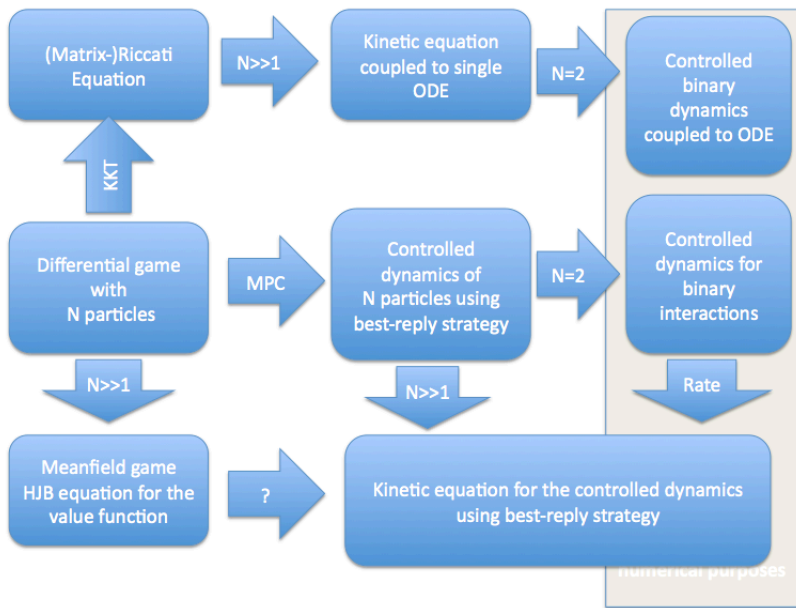 (Matrix-)Riccati
Equation
N>>1
Kinetic equation
coupled to single
ODE
N=2
Controlled
binary
dynamics
coupled to ODE
KKT
Differential game
with
N particles
MPC
Controlled
dynamics of
N particles using
best-reply strategy
N=2
Controlled
dynamics for
binary
interactions
N>>1
N>>1
Rate
Meanfield game
HJB equation for the
value function
?
Kinetic equation for the controlled dynamics
using best-reply strategy
numerical purposes